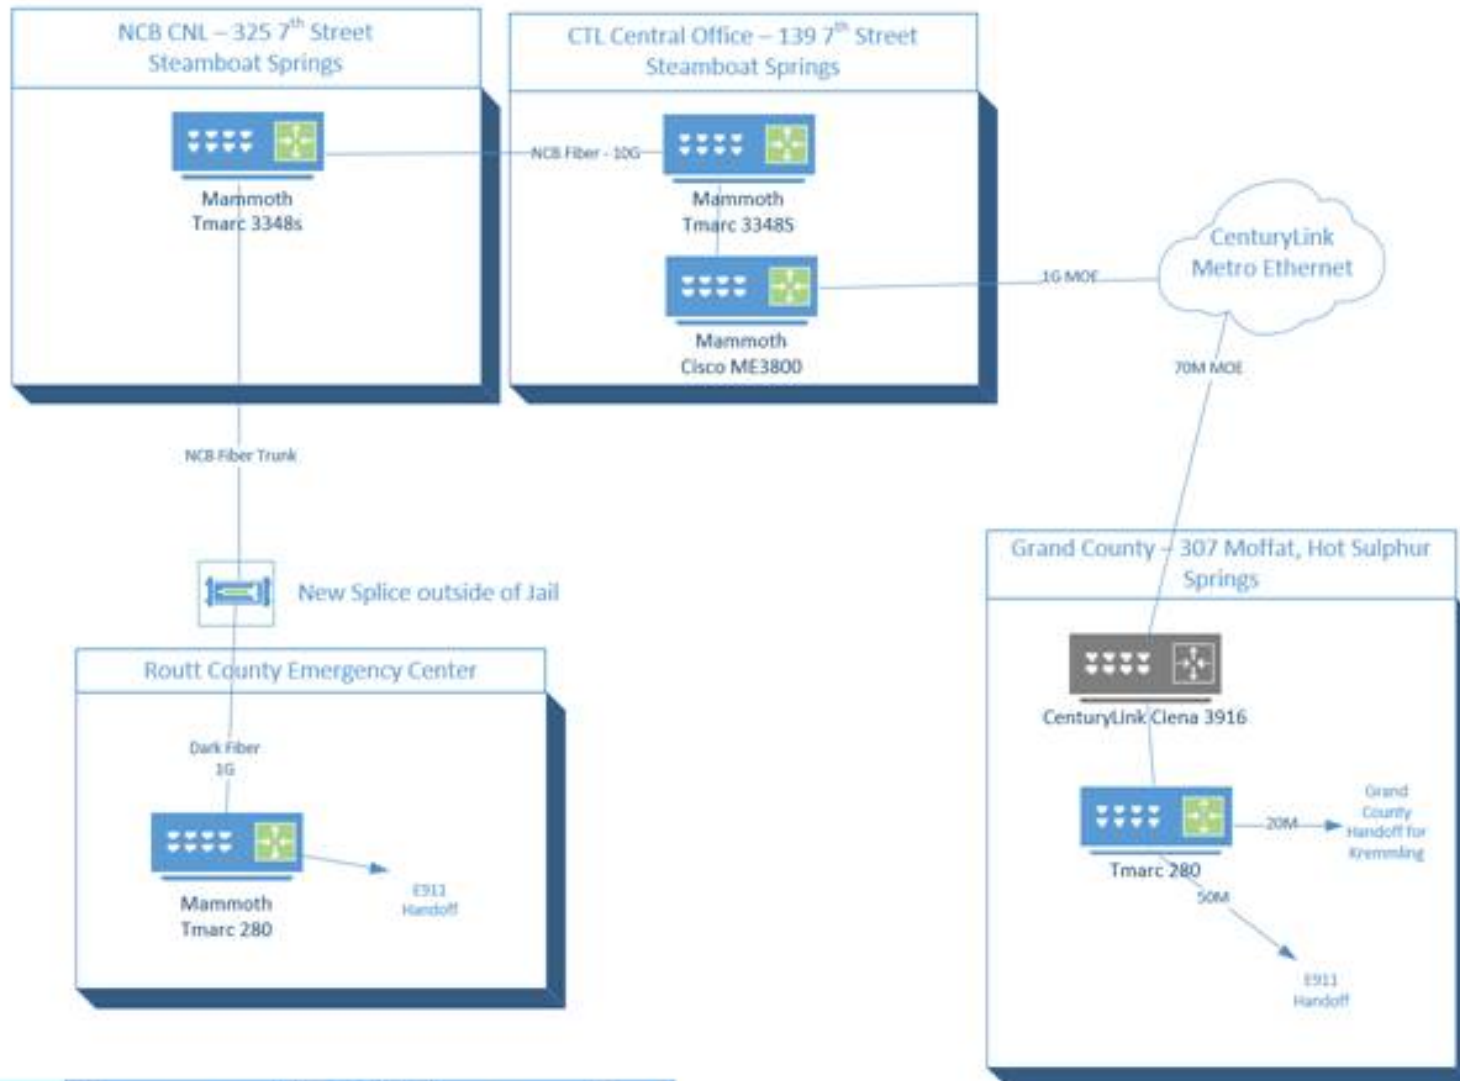 NCB CNL – 325 7th Street
Steamboat Springs
CTL Central Office – 139 7th Street
Steamboat Springs
NCB Fiber - 10G
Mammoth
Tmarc 3348s
Mammoth
Tmarc 3348S
Mammoth
Cisco ME3800
1G MOE
CenturyLink
Metro Ethernet
70M MOE
NCB Fiber Trunk
New Splice outside of Jail
Routt County Emergency Center
Dark Fiber
1G
Mammoth
Tmarc 280
E911
Handoff
Grand County – 307 Moffat, Hot Sulphur
Springs
CenturyLink Ciena 3916
Tmarc 280
20M
Grand
County
Handoff for
Kremmling
50M
E911
Handoff